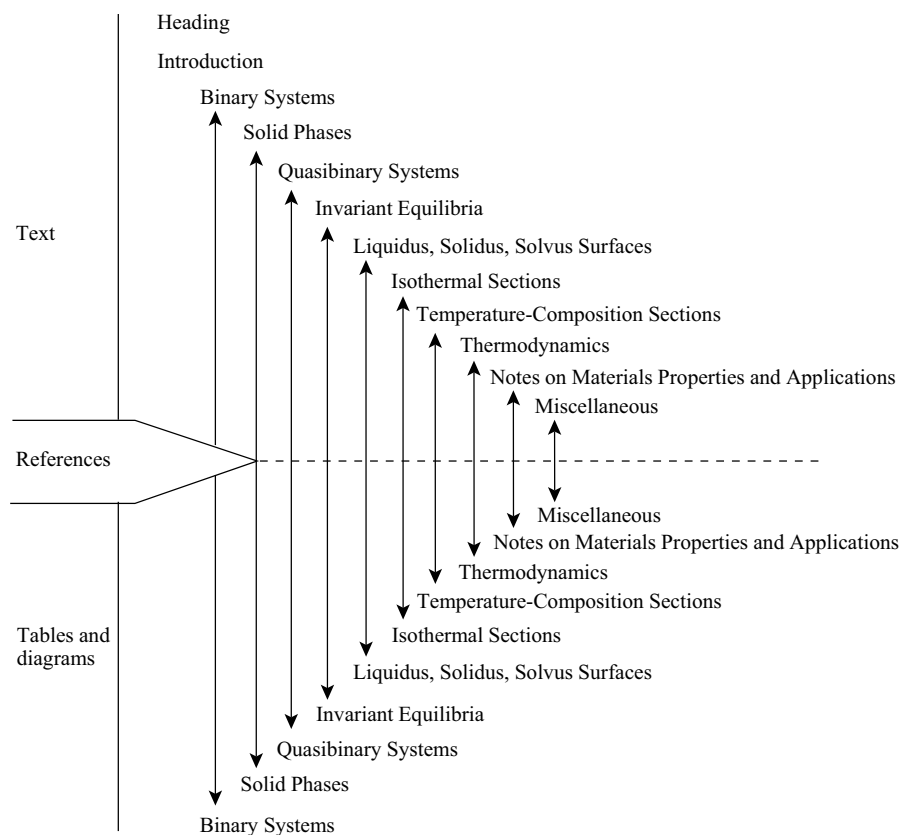 Heading
Introduction
Binary Systems
Solid Phases
Quasibinary Systems
Invariant Equilibria
Text
Liquidus, Solidus, Solvus Surfaces
Isothermal Sections
Temperature-Composition Sections
Thermodynamics
Notes on Materials Properties and Applications
Miscellaneous
References
Miscellaneous
Notes on Materials Properties and Applications
Thermodynamics
Temperature-Composition Sections
Tables and
diagrams
Isothermal Sections
Liquidus, Solidus, Solvus Surfaces
Invariant Equilibria
Quasibinary Systems
Solid Phases
Binary Systems